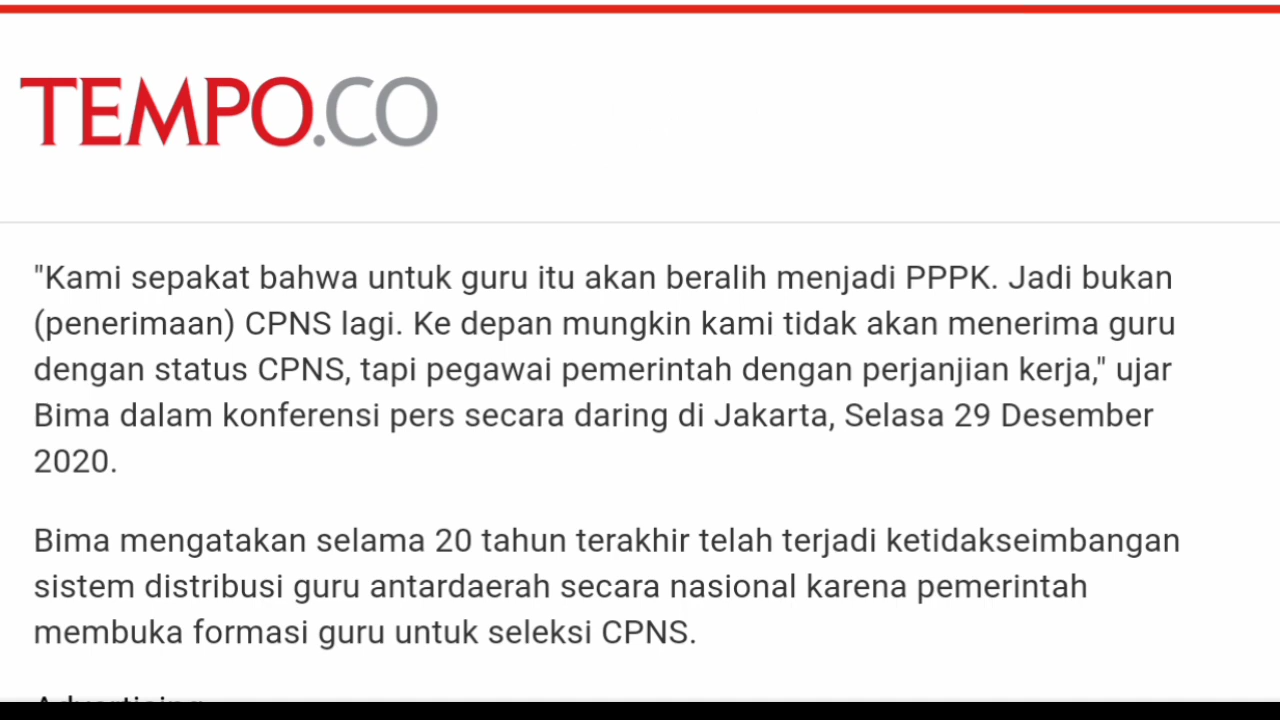 TEMPO.CO
"Kami sepakat bahwa untuk guru itu akan beralih menjadi PPPK. Jadi bukan
(penerimaan) CPNS lagi. Ke depan mungkin kami tidak akan menerima guru
dengan status CPNS, tapi pegawai pemerintah dengan perjanjian kerja," ujar
Bima dalam konferensi pers secara daring di Jakarta, Selasa 29 Desember
2020.
Bima mengatakan selama 20 tahun terakhir telah terjadi ketidakseimbangan
sistem distribusi guru antardaerah secara nasional karena pemerintah
membuka formasi guru untuk seleksi CPNS.
Advertising